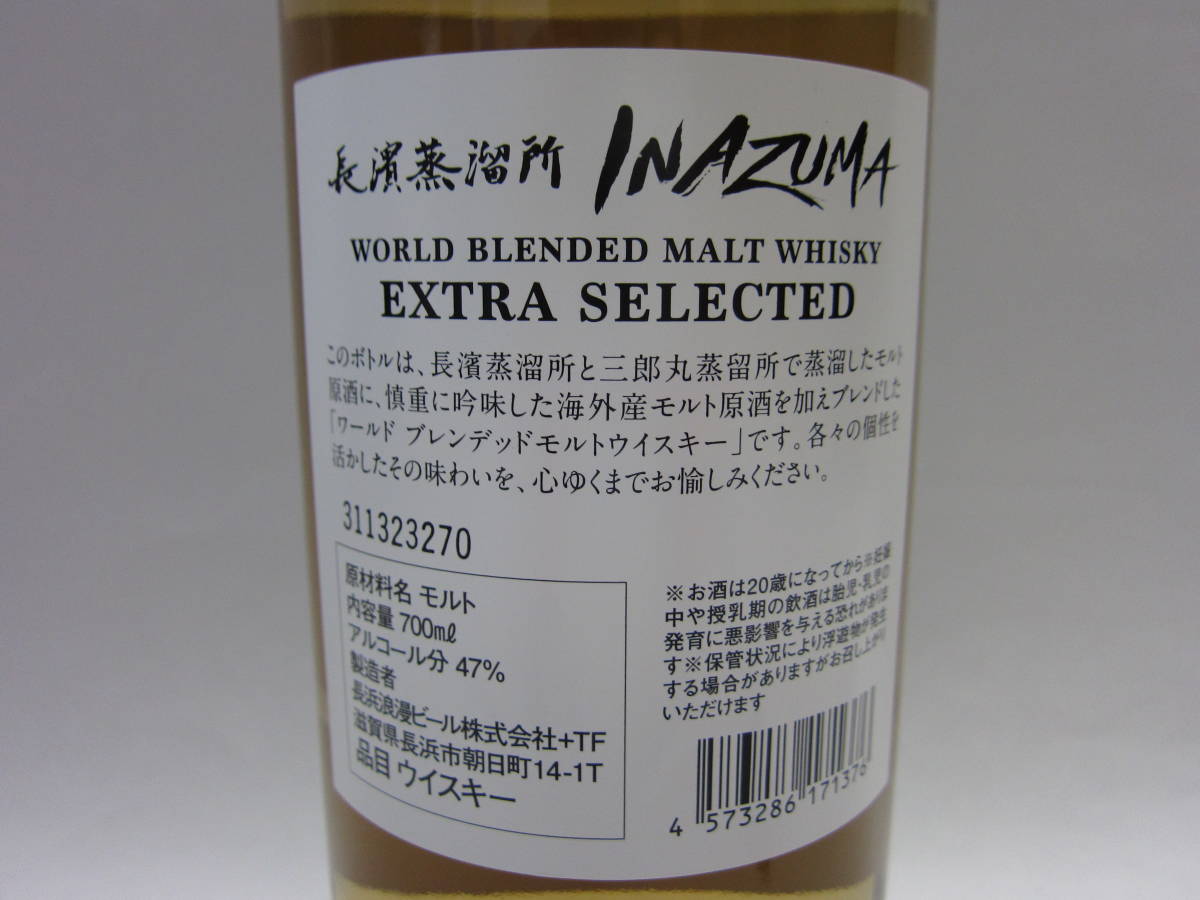 長濱蒸溜所 INAZUMA
WORLD BLENDED MALT WHISKY
EXTRA SELECTED
このボトルは、長濱蒸溜所と三郎丸蒸留所で蒸溜したモルト
原酒に、慎重に吟味した海外産モルト原酒を加えブレンドした
「ワールド ブレンデッドモルトウイスキー」です。各々の個性を
活かしたその味わいを、心ゆくまでお愉しみください。
311323270
原材料名 モルト
内容量 700㎖
アルコール分 47%
製造者
長浜浪漫ビール株式会社+TF
滋賀県長浜市朝日町14-1T
品目 ウイスキー
※お酒は20歳になってから※妊娠
中や授乳期の飲酒は胎児・乳児の
発育に悪影響を与える恐れがありま
す※保管状況により浮遊物が発生
する場合がありますがお召し上がり
いただけます
4 573286 171376